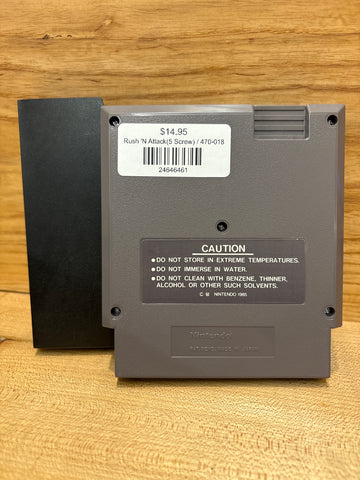 $14.95
Rush 'N Attack(5 Screw) / 470-018
24646461
CAUTION
•DO NOT STORE IN EXTREME TEMPERATURES.
•DO NOT IMMERSE IN WATER.
•DO NOT CLEAN WITH BENZENE, THINNER,
ALCOHOL OR OTHER SUCH SOLVENTS.
NINTENDO 1985
Nintendo